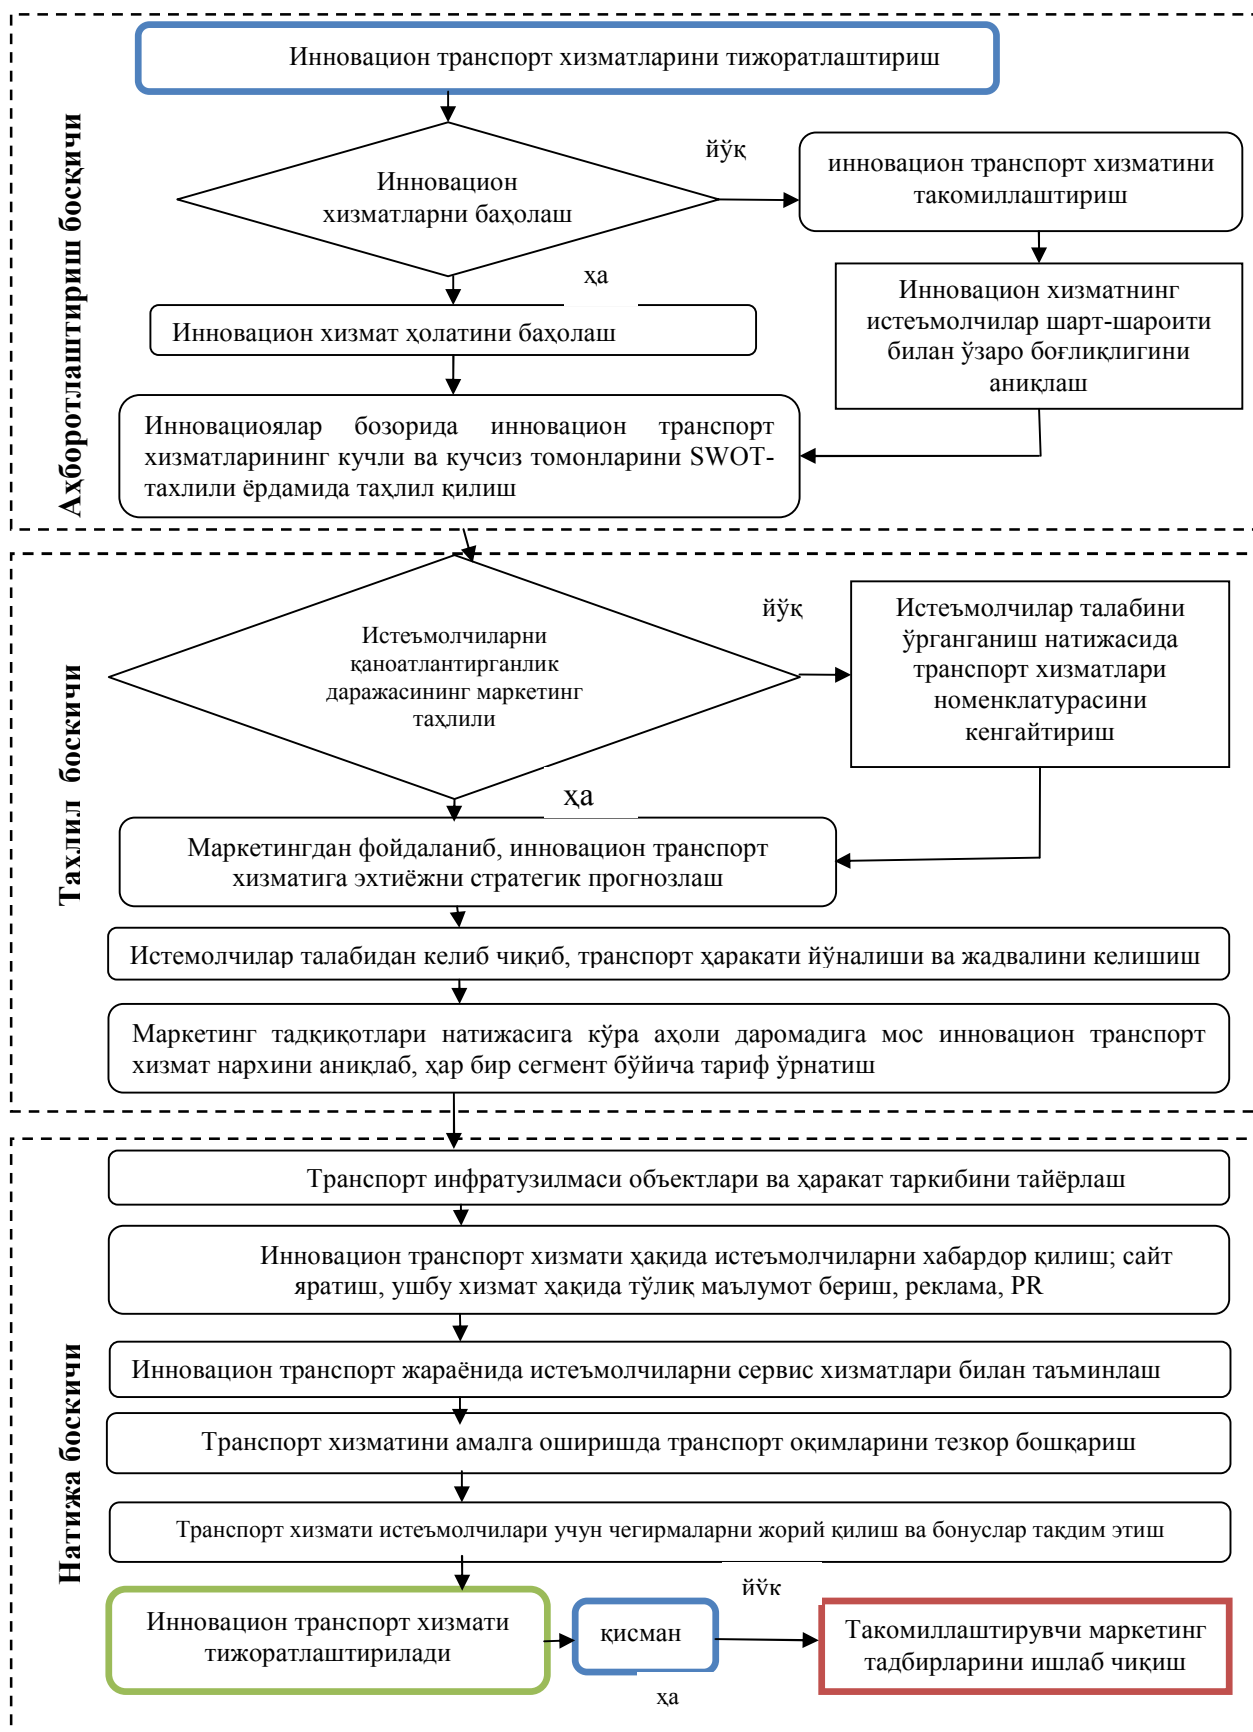 Инновацион транспорт хизматларини тижоратлаштириш
Аҳборотлаштириш босқичи
йўқ
Инновацион
хизматларни баҳолаш
инновацион транспорт хизматини
такомиллаштириш
ҳа
Инновацион хизмат ҳолатини баҳолаш
Инновацион хизматнинг
истеъмолчилар шарт-шароити
билан ўзаро боғлиқлигини
аниқлаш
Инновациоялар бозорида инновацион транспорт
хизматларининг кучли ва кучсиз томонларини SWOT-
тахлили ёрдамида таҳлил қилиш
Тахлил боскичи
йўқ
Истеъмолчиларни
қаноатлантирганлик
даражасининг маркетинг
таҳлили
Истеъмолчилар талабини
ўрганганиш натижасида
транспорт хизматлари
номенклатурасини
кенгайтириш
ҳа
Маркетингдан фойдаланиб, инновацион транспорт
хизматига эхтиёжни стратегик прогнозлаш
Истемолчилар талабидан келиб чиқиб, транспорт ҳаракати йўналиши ва жадвалини келишиш
Маркетинг тадқиқотлари натижасига кўра аҳоли даромадига мос инновацион транспорт
хизмат нархини аниқлаб, ҳар бир сегмент бўйича тариф ўрнатиш
Натижа боскичи
Транспорт инфратузилмаси объектлари ва ҳаракат таркибини тайёрлаш
Инновацион транспорт хизмати ҳақида истеъмолчиларни хабардор қилиш; сайт
яратиш, ушбу хизмат ҳақида тўлиқ маълумот бериш, реклама, PR
Инновацион транспорт жараёнида истеъмолчиларни сервис хизматлари билан таъминлаш
Транспорт хизматини амалга оширишда транспорт оқимларини тезкор бошқариш
Транспорт хизмати истеъмолчилари учун чегирмаларни жорий қилиш ва бонуслар тақдим этиш
йўқ
Инновацион транспорт хизмати
тижоратлаштирилади
қисман
Такомиллаштирувчи маркетинг
тадбирларини ишлаб чиқиш
ҳа